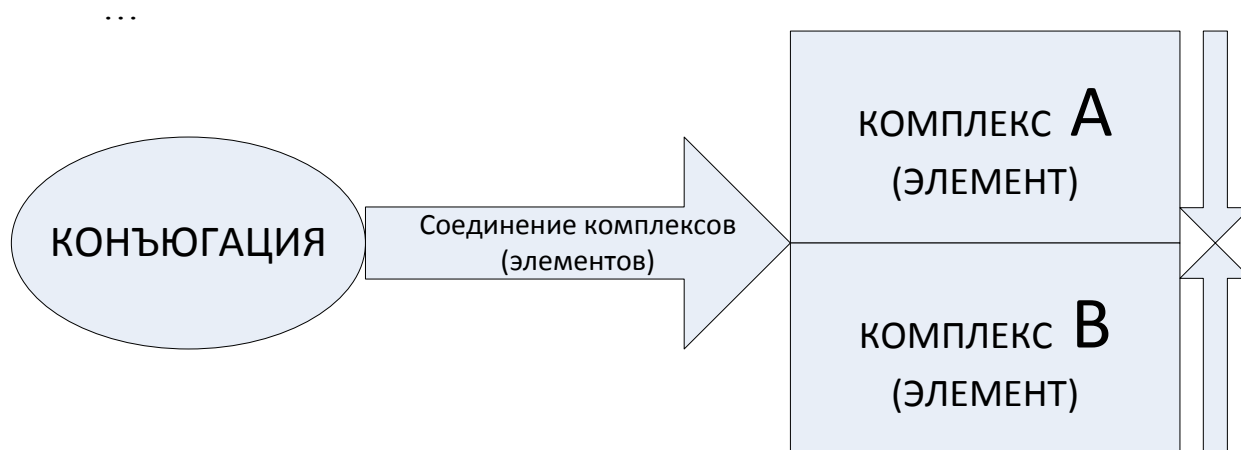 ...
КОНЪЮГАЦИЯ
Соединение комплексов
(элементов)
КОМПЛЕКС А
(ЭЛЕМЕНТ)
КОМПЛЕКС В
(ЭЛЕМЕНТ)